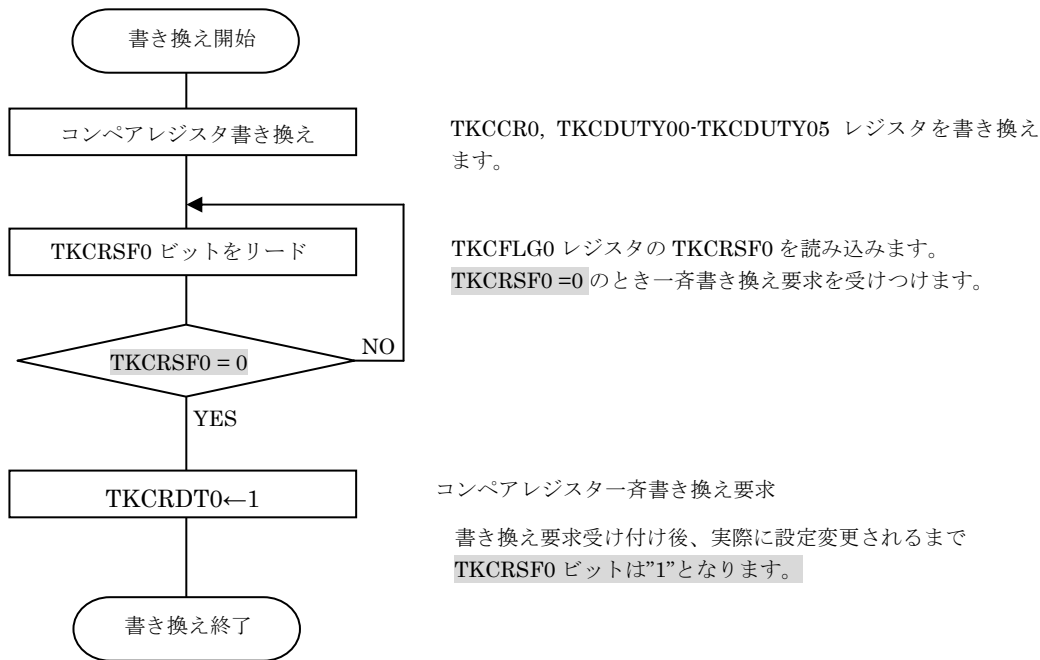 書き換え開始
コンペアレジスタ書き換え
TKCCR0, TKCDUTY00-TKCDUTY05 レジスタを書き換え
ます。
TKCRSF0 ビットをリード
TKCFLG0 レジスタの TKCRSF0 を読み込みます。
TKCRSF0 =0 のとき一斉書き換え要求を受けつけます。
TKCRSF0 = 0
NO
YES
TKCRDT0←1
コンペアレジスタ一斉書き換え要求
書き換え要求受け付け後、実際に設定変更されるまで
TKCRSF0 ビットは"1"となります。
書き換え終了